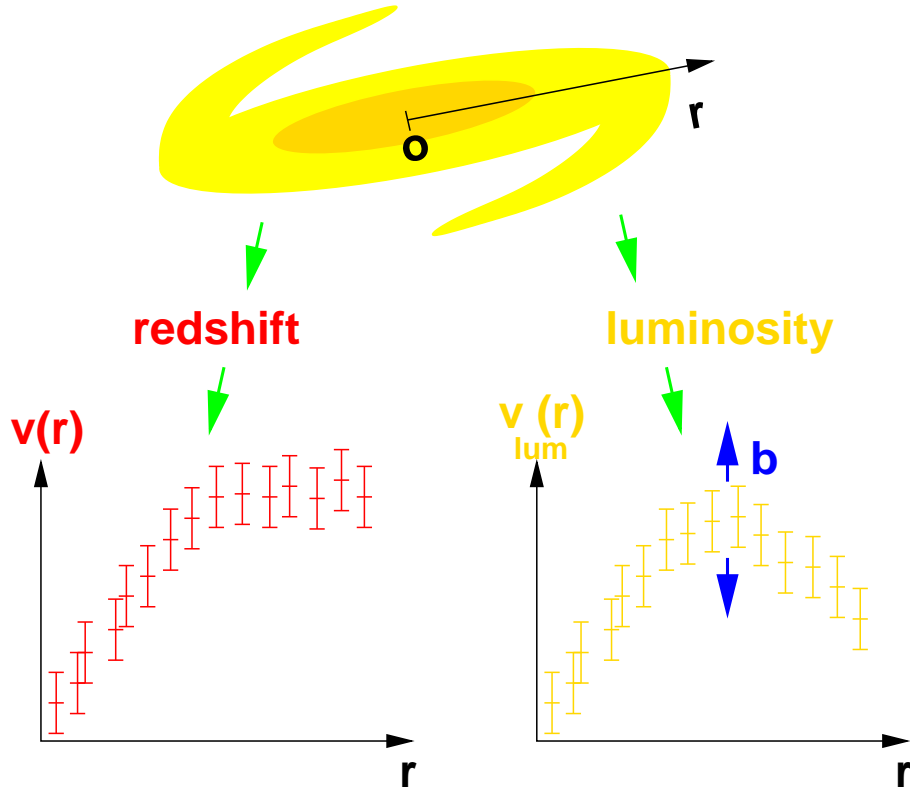 r
o
redshift
luminosity
v(r)
v (r)
lum
b
r
r